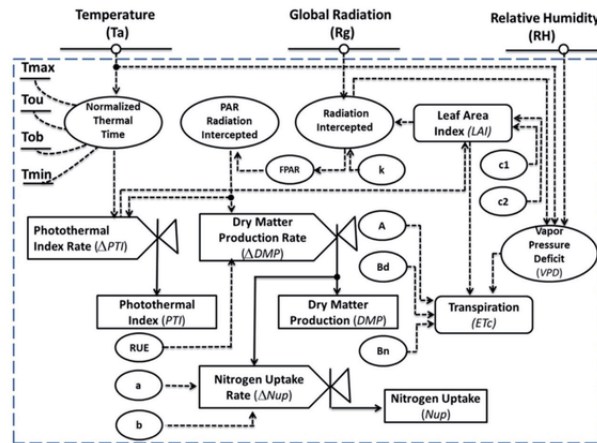 Temperature
(Ta)
Global Radiation
(Rg)
Relative Humidity
(RH)
Tmax
Tou
Tob
Tmin
Normalized
Thermal
Time
PAR
Radiation
Intercepted
Radiation
Intercepted
Leaf Area
Index (LAI)
FPAR
k
c1
c2
Photothermal
Index Rate (ΔPTI)
Dry Matter
Production Rate
(ΔDMP)
A
Bd
Bn
Vapor
Pressure
Deficit
(VPD)
Photothermal
Index (PTI)
Dry Matter
Production (DMP)
Transpiration
(ETc)
RUE
a
b
Nitrogen Uptake
Rate (ΔNup)
Nitrogen Uptake
(Nup)